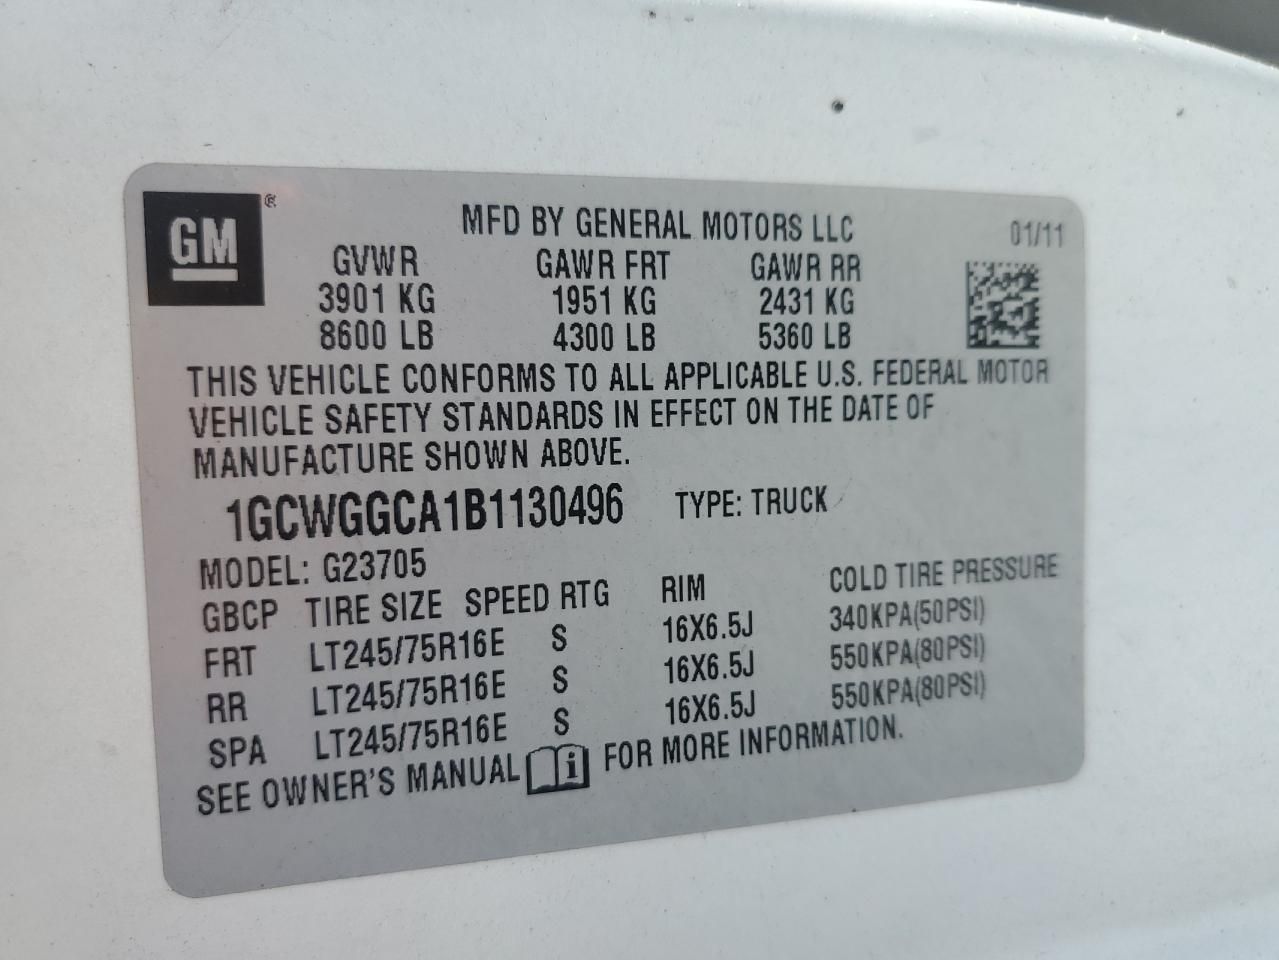 GM ®
MFD BY GENERAL MOTORS LLC 01/11
GVWR GAWR FRT GAWR RR
3901 KG 1951 KG 2431 KG
8600 LB 4300 LB 5360 LB
THIS VEHICLE CONFORMS TO ALL APPLICABLE U.S. FEDERAL MOTOR
VEHICLE SAFETY STANDARDS IN EFFECT ON THE DATE OF
MANUFACTURE SHOWN ABOVE.
1GCWGGCA1B1130496 TYPE: TRUCK
MODEL: G23705
GBCP TIRE SIZE SPEED RTG RIM COLD TIRE PRESSURE
FRT LT245/75R16E S 16X6.5J 340KPA(50PSI)
RR LT245/75R16E S 16X6.5J 550KPA(80PSI)
SPA LT245/75R16E S 16X6.5J 550KPA(80PSI)
SEE OWNER'S MANUAL i FOR MORE INFORMATION.